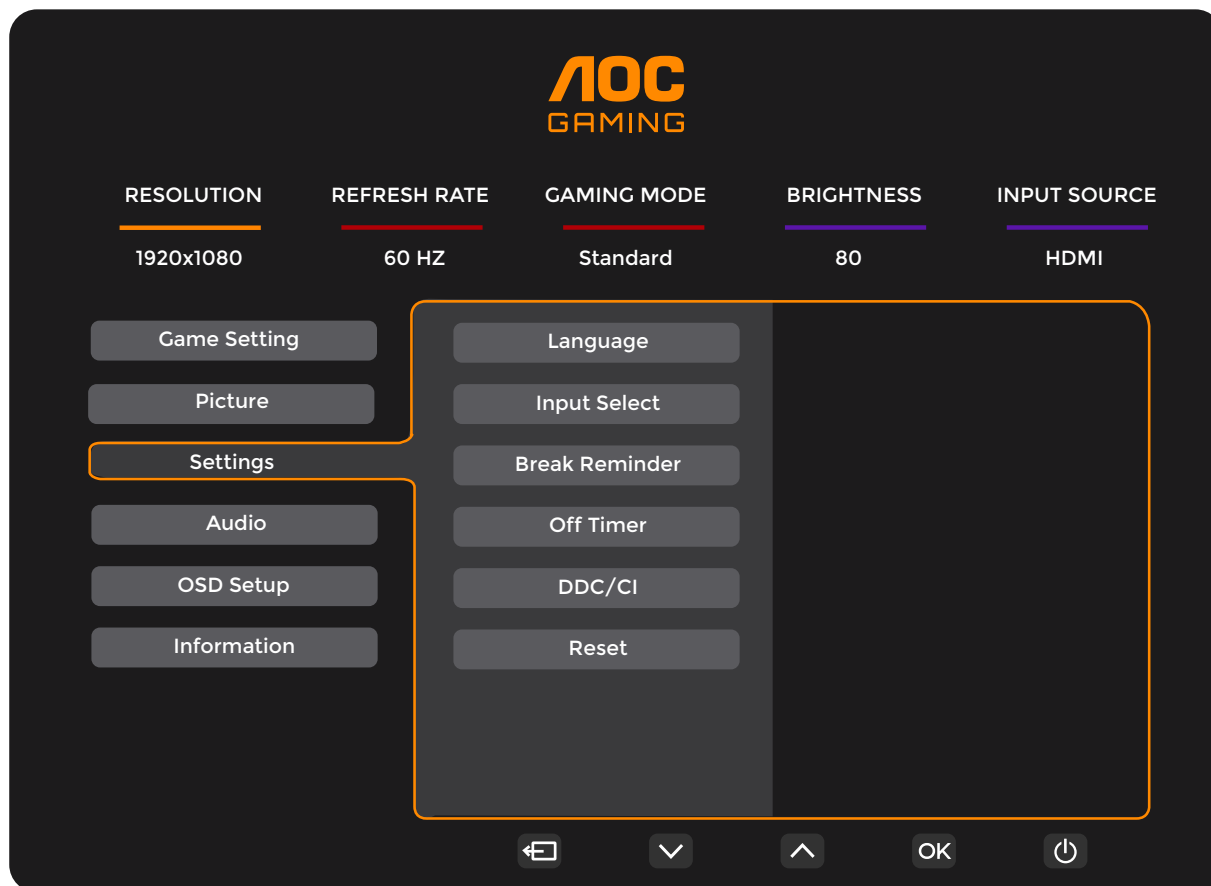 AOC
GAMING
RESOLUTION REFRESH RATE GAMING MODE BRIGHTNESS INPUT SOURCE
1920x1080 60 HZ Standard 80 HDMI
Game Setting
Picture
Settings
Audio
OSD Setup
Information
Language
Input Select
Break Reminder
Off Timer
DDC/CI
Reset
OK